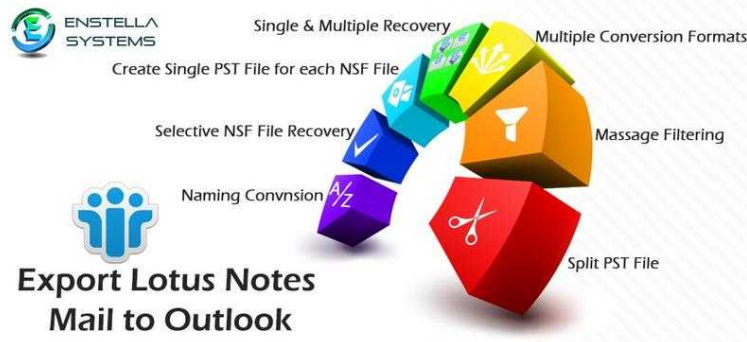 ENSTELLA
SYSTEMS
Single & Multiple Recovery
Multiple Conversion Formats
Create Single PST File for each NSF File
Selective NSF File Recovery
Massage Filtering
Naming Convnsion
A/Z
Split PST File
Export Lotus Notes
Mail to Outlook